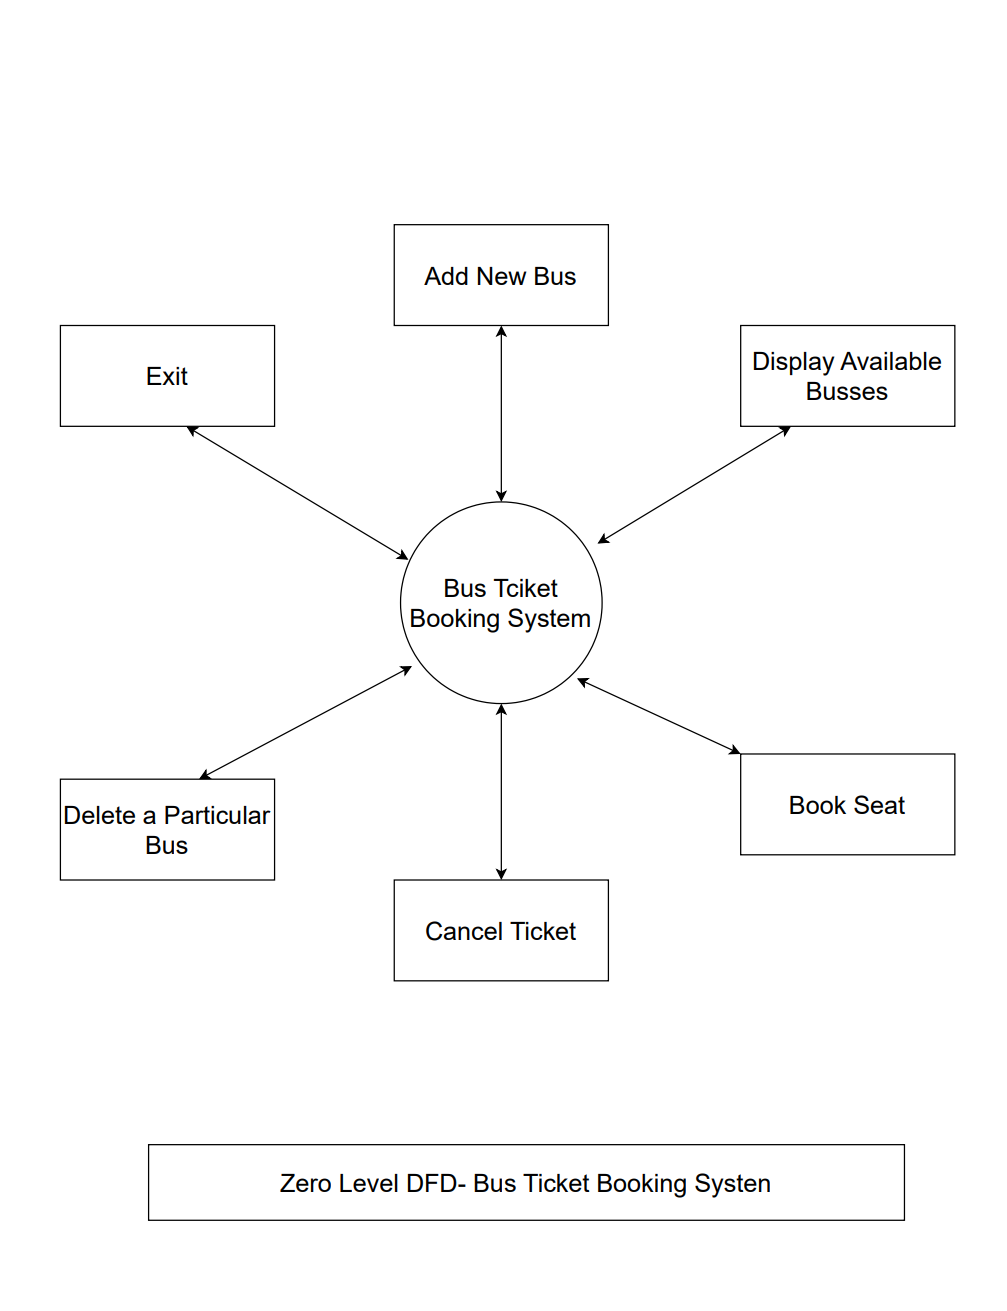 Add New Bus
Exit
Display Available
Busses
Bus Tciket
Booking System
Delete a Particular
Bus
Book Seat
Cancel Ticket
Zero Level DFD- Bus Ticket Booking Systen